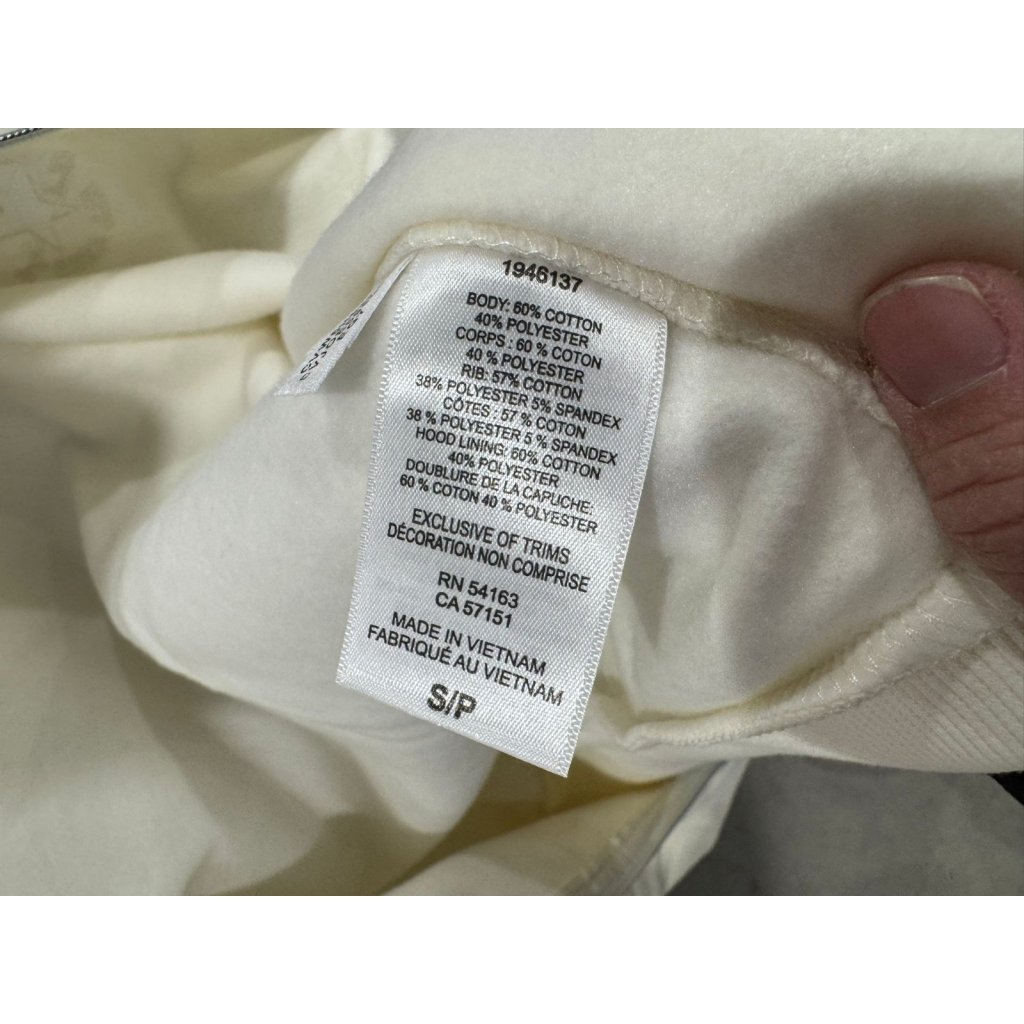 1946137
BODY: 60% COTTON
40% POLYESTER
CORPS : 60 % COTON
40 % POLYESTER
RIB: 57% COTTON
38% POLYESTER 5% SPANDEX
CÔTES : 57 % COTON
38 % POLYESTER 5 % SPANDEX
HOOD LINING: 60% COTTON
40% POLYESTER
DOUBLURE DE LA CAPUCHE:
60 % COTON 40 % POLYESTER
EXCLUSIVE OF TRIMS
DÉCORATION NON COMPRISE
RN 54163
CA 57151
MADE IN VIETNAM
FABRIQUÉ AU VIETNAM
S/P